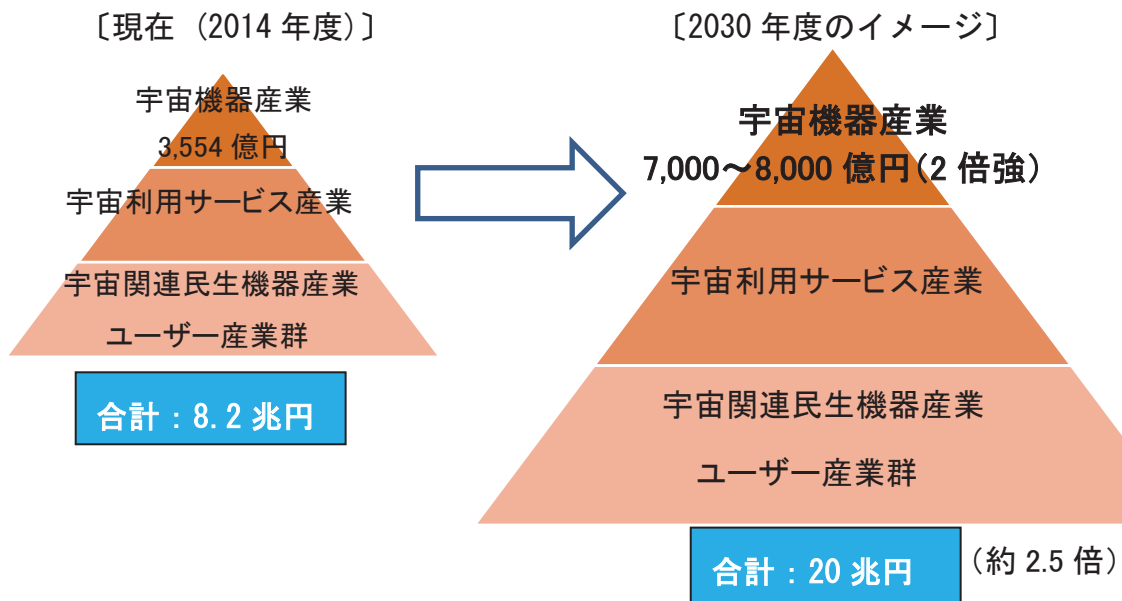 〔現在（2014 年度）〕
宇宙機器産業
3,554 億円
宇宙利用サービス産業
宇宙関連民生機器産業
ユーザー産業群
合計：8.2 兆円
〔2030 年度のイメージ〕
宇宙機器産業
7,000～8,000 億円（2 倍強）
宇宙利用サービス産業
宇宙関連民生機器産業
ユーザー産業群
合計：20 兆円
（約 2.5 倍）